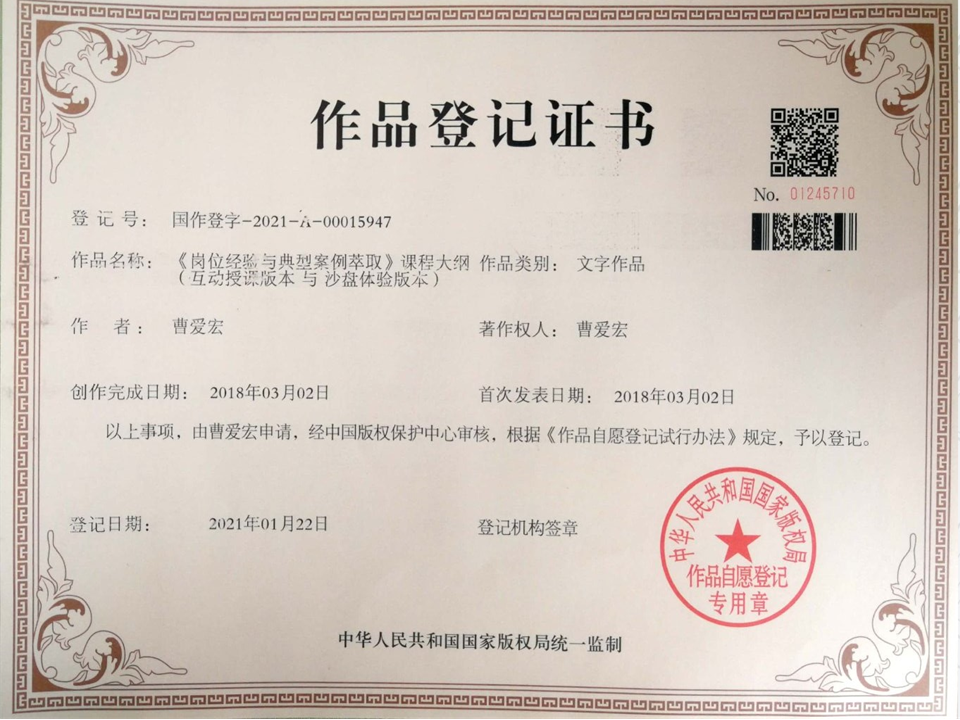 作品登记证书
No. 01245710
登 记 号： 国作登字-2021-A-00015947
作品名称： 《岗位经验与典型案例萃取》课程大纲 作品类别： 文字作品
（互动授课版本 与 沙盘体验版本）
作 者： 曹爱宏 著作权人： 曹爱宏
创作完成日期： 2018年03月02日 首次发表日期： 2018年03月02日
以上事项，由曹爱宏申请，经中国版权保护中心审核，根据《作品自愿登记试行办法》规定，予以登记。
登记日期： 2021年01月22日 登记机构签章
中华人民共和国国家版权局
作品自愿登记
专用章
中华人民共和国国家版权局统一监制